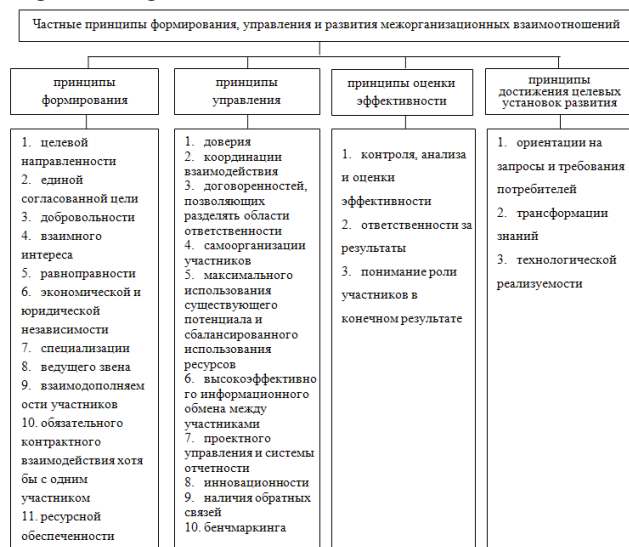 Частные принципы формирования, управления и развития межорганизационных взаимоотношений
принципы
формирования
1. целевой
направленности
2. единой
согласованной цели
3. добровольности
4. взаимного
интереса
5. равноправности
6. экономической и
юридической
независимости
7. специализации
8. ведущего звена
9. взаимодополняем
ости участников
10. обязательного
контрактного
взаимодействия хотя
бы с одним
участником
11. ресурсной
обеспеченности
принципы
управления
1. доверия
2. координации
взаимодействия
3. договоренностей,
позволяющих
разделять области
ответственности
4. самоорганизации
участников
5. максимального
использования
существующего
потенциала и
сбалансированного
использования
ресурсов
6. высокоэффективно
го информационного
обмена между
участниками
7. проектного
управления и системы
отчетности
8. инновационности
9. наличия обратных
связей
10. бенчмаркинга
принципы оценки
эффективности
1. контроля, анализа
и оценки
эффективности
2. ответственности за
результаты
3. понимание роли
участников в
конечном результате
принципы
достижения целевых
установок развития
1. ориентации на
запросы и требования
потребителей
2. трансформации
знаний
3. технологической
реализуемости